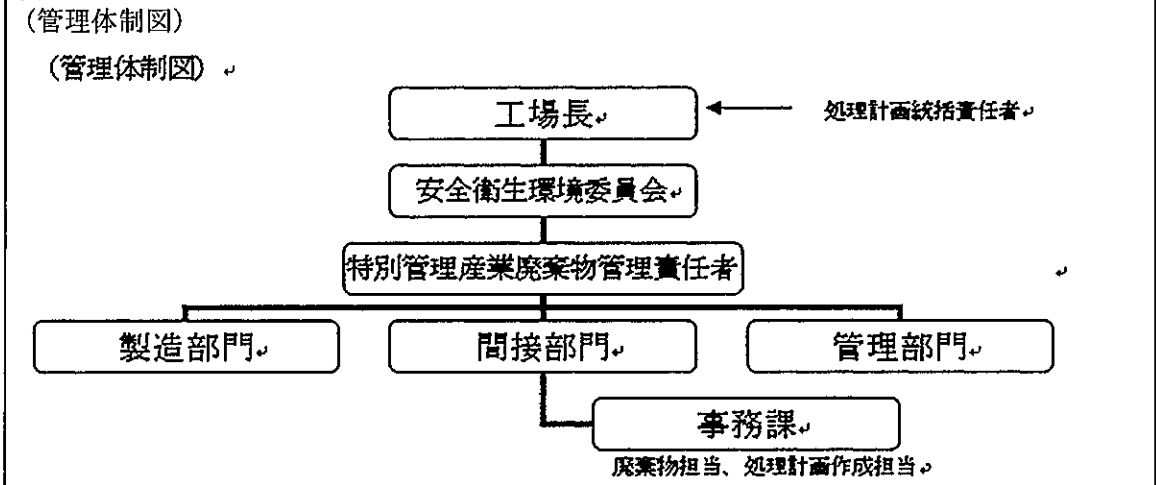 (管理体制図)
(管理体制図)
工場長
処理計画統括責任者
安全衛生環境委員会
特別管理産業廃棄物管理責任者
製造部門
間接部門
管理部門
事務課
廃棄物担当、処理計画作成担当